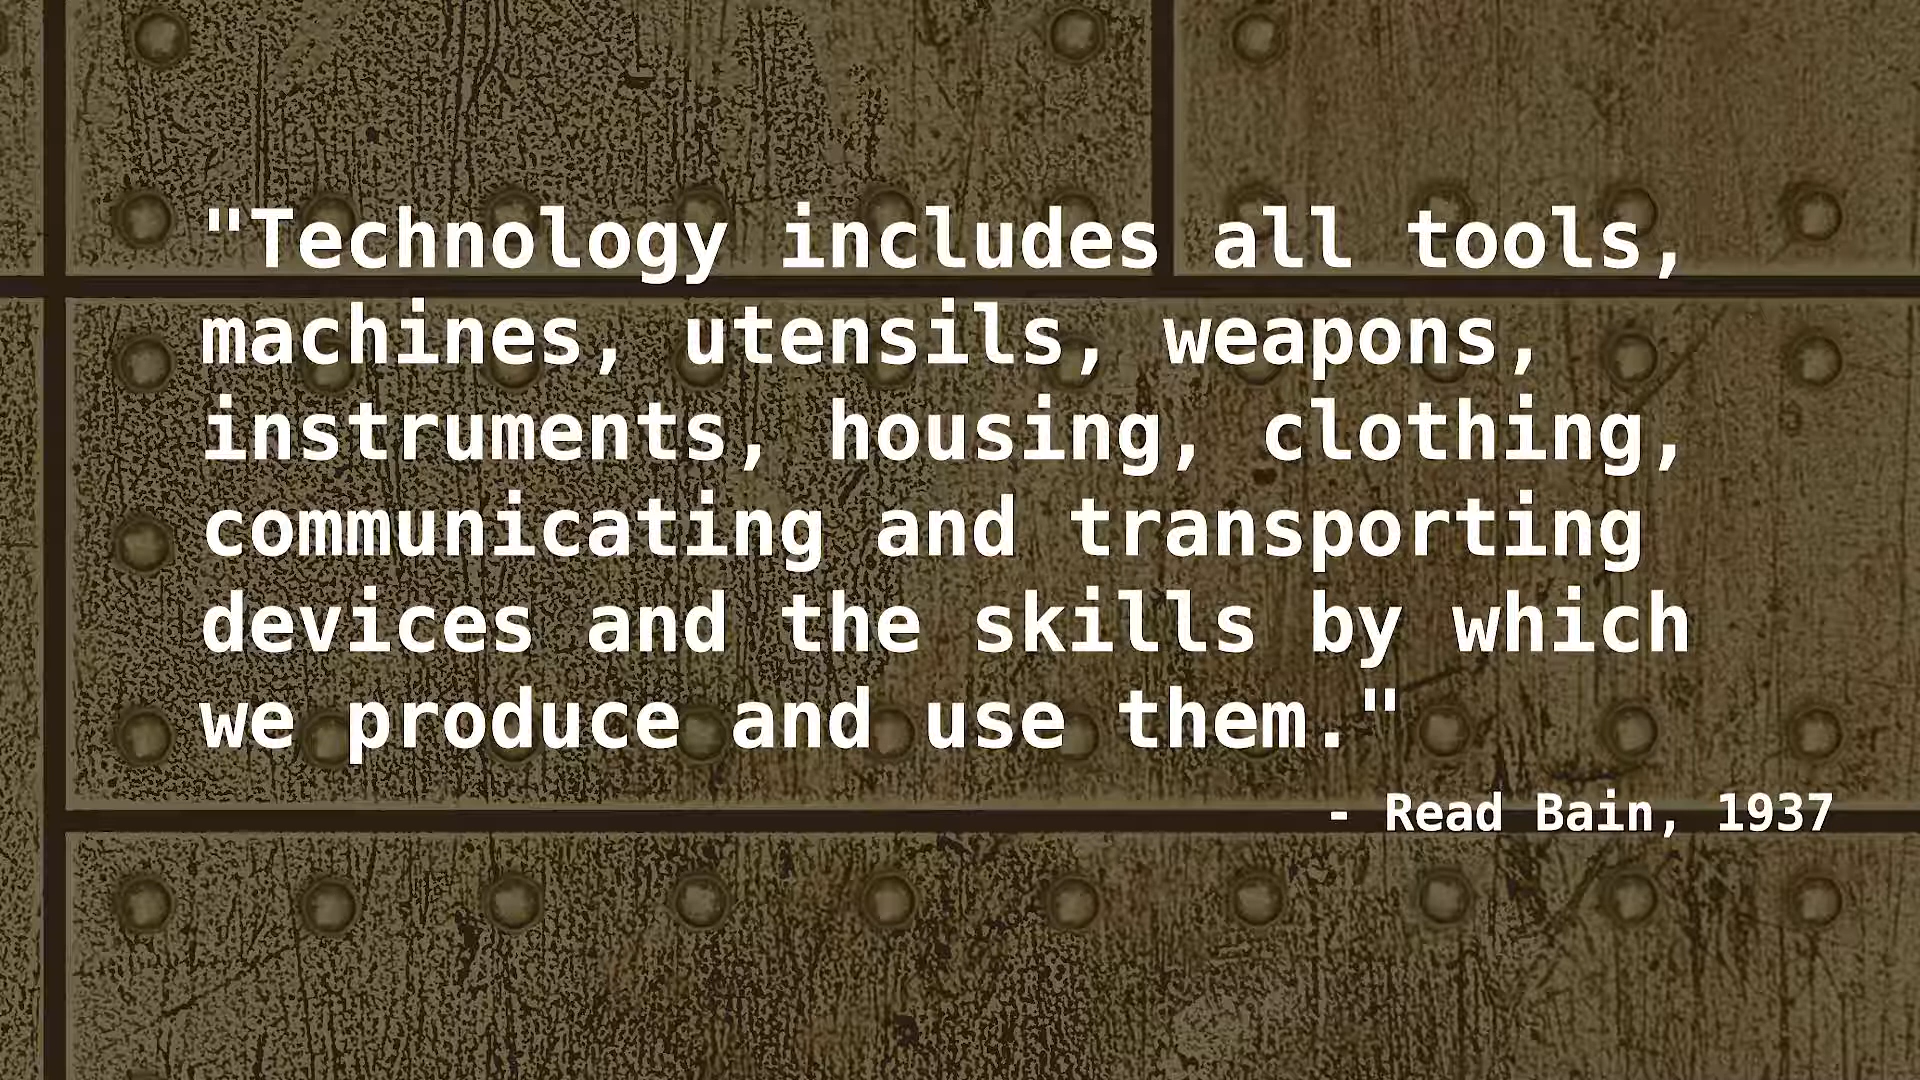 "Technology includes all tools,
machines, utensils, weapons,
instruments, housing, clothing,
communicating and transporting
devices and the skills by which
we produce and use them."
- Read Bain, 1937